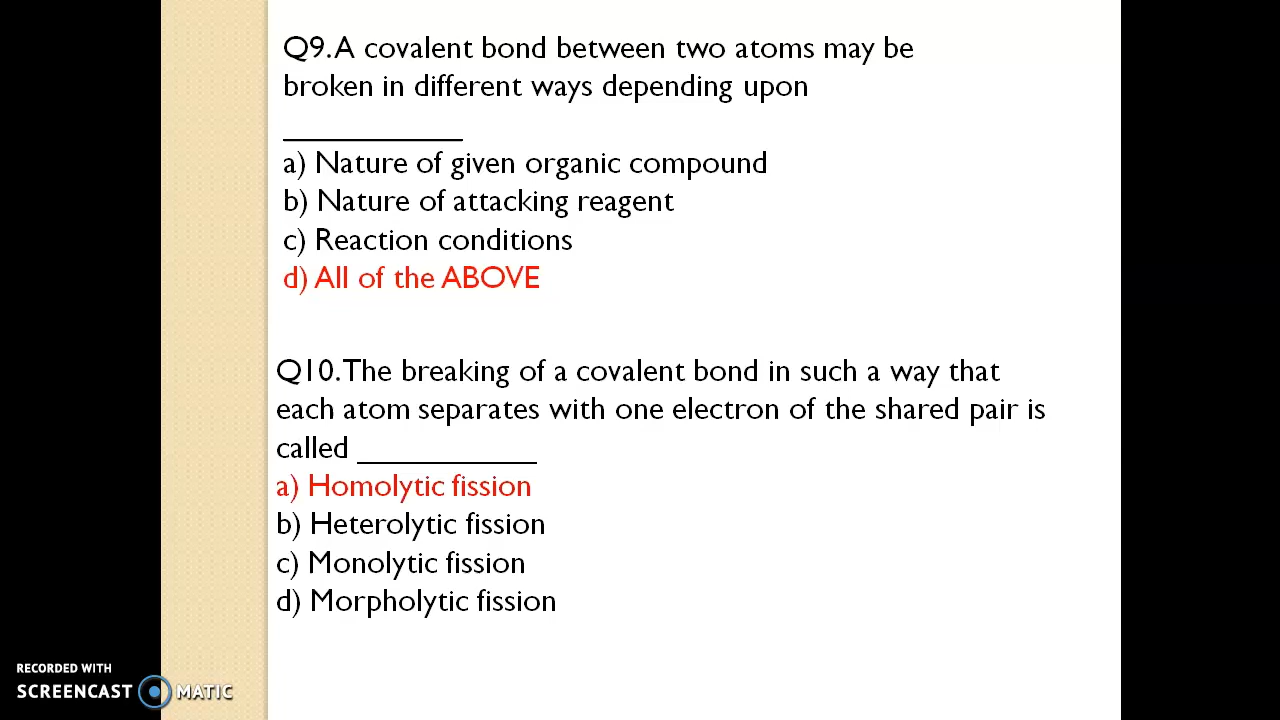 Q9. A covalent bond between two atoms may be
broken in different ways depending upon
___________
a) Nature of given organic compound
b) Nature of attacking reagent
c) Reaction conditions
d) All of the ABOVE
Q10. The breaking of a covalent bond in such a way that
each atom separates with one electron of the shared pair is
called ___________
a) Homolytic fission
b) Heterolytic fission
c) Monolytic fission
d) Morpholytic fission
RECORDED WITH
SCREENCAST MATIC